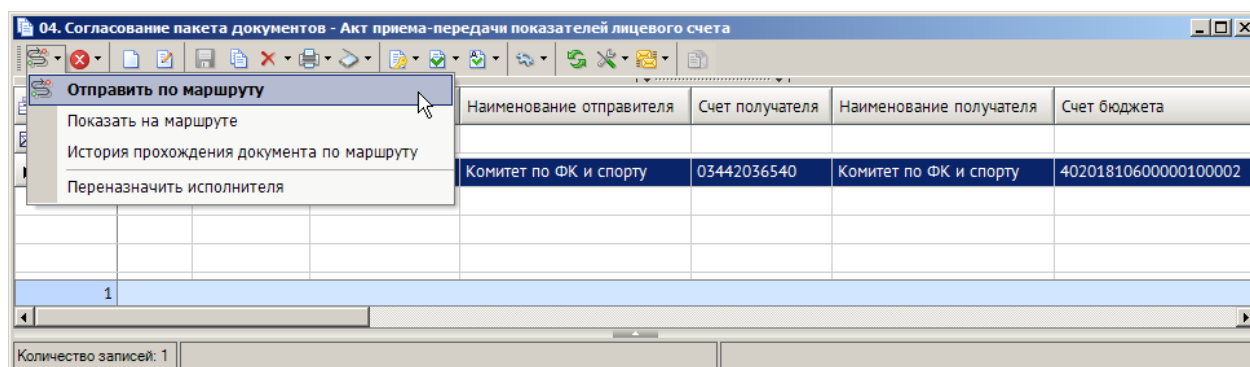 04. Согласование пакета документов - Акт приема-передачи показателей лицевого счета
Отправить по маршруту
Показать на маршруте
История прохождения документа по маршруту
Переназначить исполнителя
Наименование отправителя Счет получателя Наименование получателя Счет бюджета
Комитет по ФК и спорту 03442036540 Комитет по ФК и спорту 40201810600000100002
1
Количество записей: 1